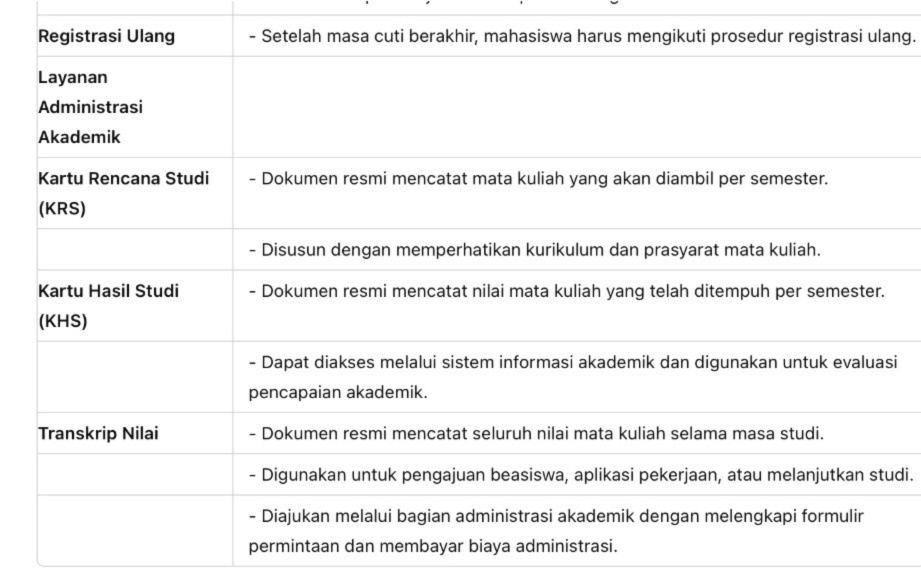 Registrasi Ulang
- Setelah masa cuti berakhir, mahasiswa harus mengikuti prosedur registrasi ulang.
Layanan
Administrasi
Akademik
Kartu Rencana Studi
(KRS)
- Dokumen resmi mencatat mata kuliah yang akan diambil per semester.
- Disusun dengan memperhatikan kurikulum dan prasyarat mata kuliah.
Kartu Hasil Studi
(KHS)
- Dokumen resmi mencatat nilai mata kuliah yang telah ditempuh per semester.
- Dapat diakses melalui sistem informasi akademik dan digunakan untuk evaluasi
pencapaian akademik.
Transkrip Nilai
- Dokumen resmi mencatat seluruh nilai mata kuliah selama masa studi.
- Digunakan untuk pengajuan beasiswa, aplikasi pekerjaan, atau melanjutkan studi.
- Diajukan melalui bagian administrasi akademik dengan melengkapi formulir
permintaan dan membayar biaya administrasi.